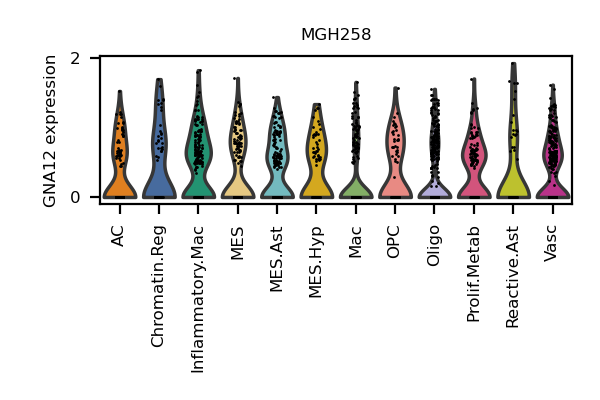 MGH258
GNA12 expression
2
0
AC
Chromatin.Reg
Inflammatory.Mac
MES
MES.Ast
MES.Hyp
Mac
OPC
Oligo
Prolif.Metab
Reactive.Ast
Vasc